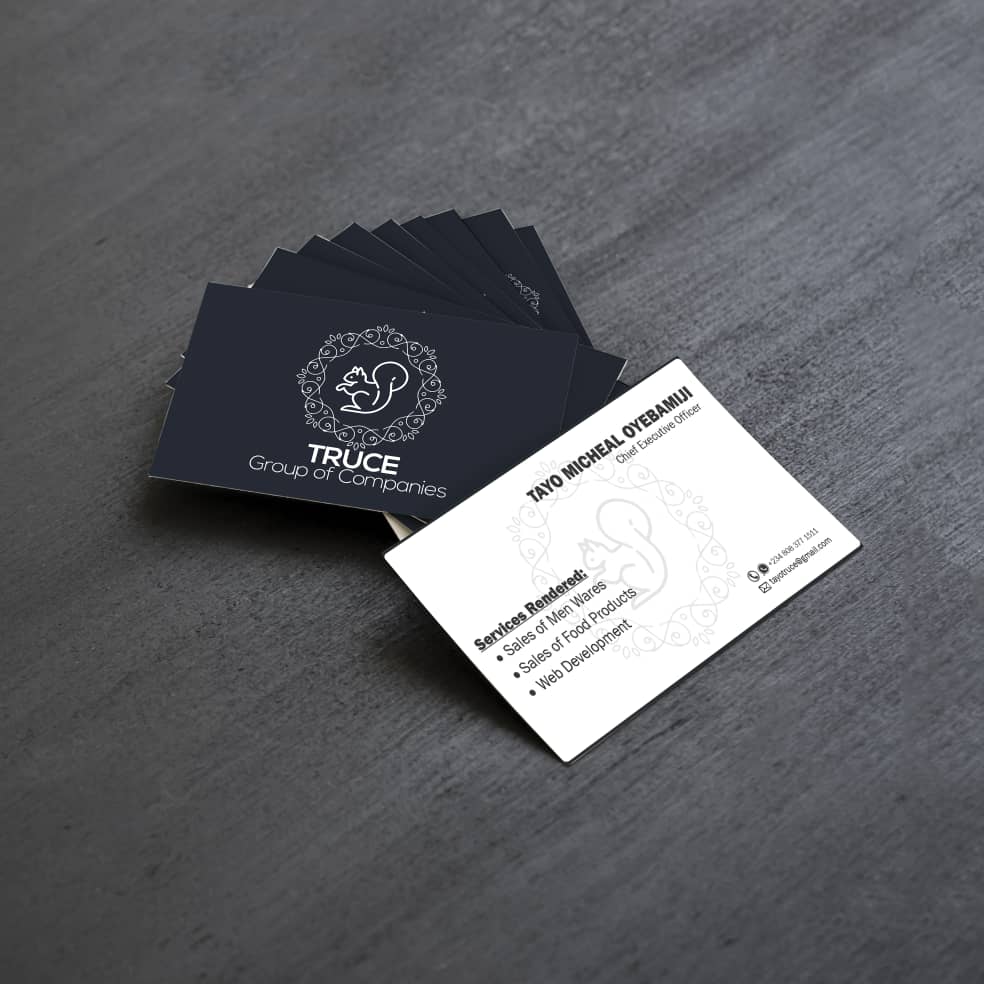 TRUCE
Group of Companies
TAYO MICHEAL OYEBAMIJI
Chief Executive Officer
Services Rendered:
• Sales of Men Wares
• Sales of Food Products
• Web Development
+234 808 377 1511
tayotruce@gmail.com